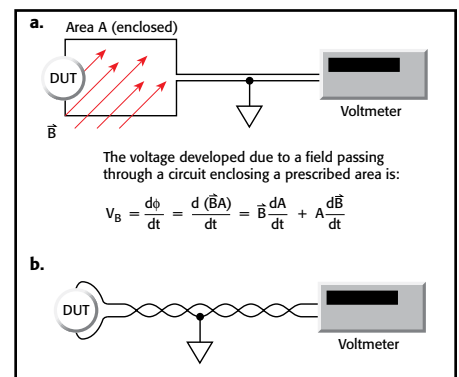 a.
Area A (enclosed)
DUT
B⃗
Voltmeter
The voltage developed due to a field passing
through a circuit enclosing a prescribed area is:
V_B = dϕ/dt = d (B⃗A)/dt = B⃗ dA/dt + A dB⃗/dt
b.
DUT
Voltmeter